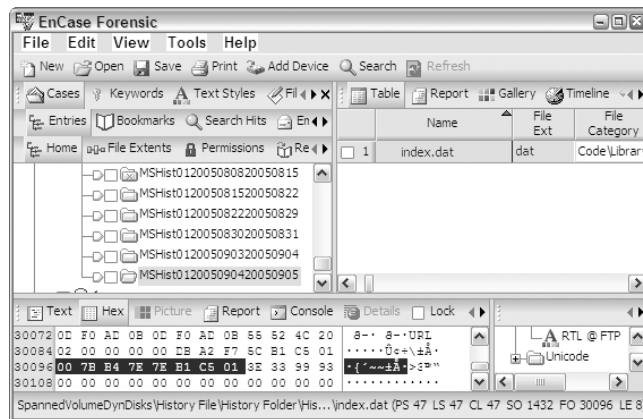 EnCase Forensic
File Edit View Tools Help
New Open Save Print Add Device Search Refresh
Cases Keywords Text Styles Fil
Table Report Gallery Timeline
Entries Bookmarks Search Hits En
Home File Extents Permissions Re
Name File Ext File Category
1 index.dat dat Code\Librar
MSHist012005080820050815
MSHist012005081520050822
MSHist012005082220050829
MSHist012005083020050831
MSHist012005090320050904
MSHist012005090420050905
Text Hex Picture Report Console Details Lock
30072 0D F0 AD 0B 0D F0 AD 0B 55 52 4C 20
30084 02 00 00 00 00 DB A2 F7 5C B1 C5 01
30096 00 7B B4 7E 7E B1 C5 01 3E 33 99 93
30108 00 00 00 00 00 00 00 00 00 00 00 00
RTL @ FTP
Unicode
SpannedVolumeDynDisks\History File\History Folder\His...\index.dat (PS 47 LS 47 CL 47 SO 1432 FO 30096 LE